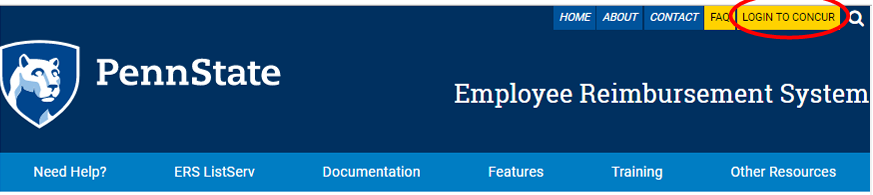 HOME ABOUT CONTACT FAQ LOGIN TO CONCUR
PennState
Employee Reimbursement System
Need Help? ERS ListServ Documentation Features Training Other Resources